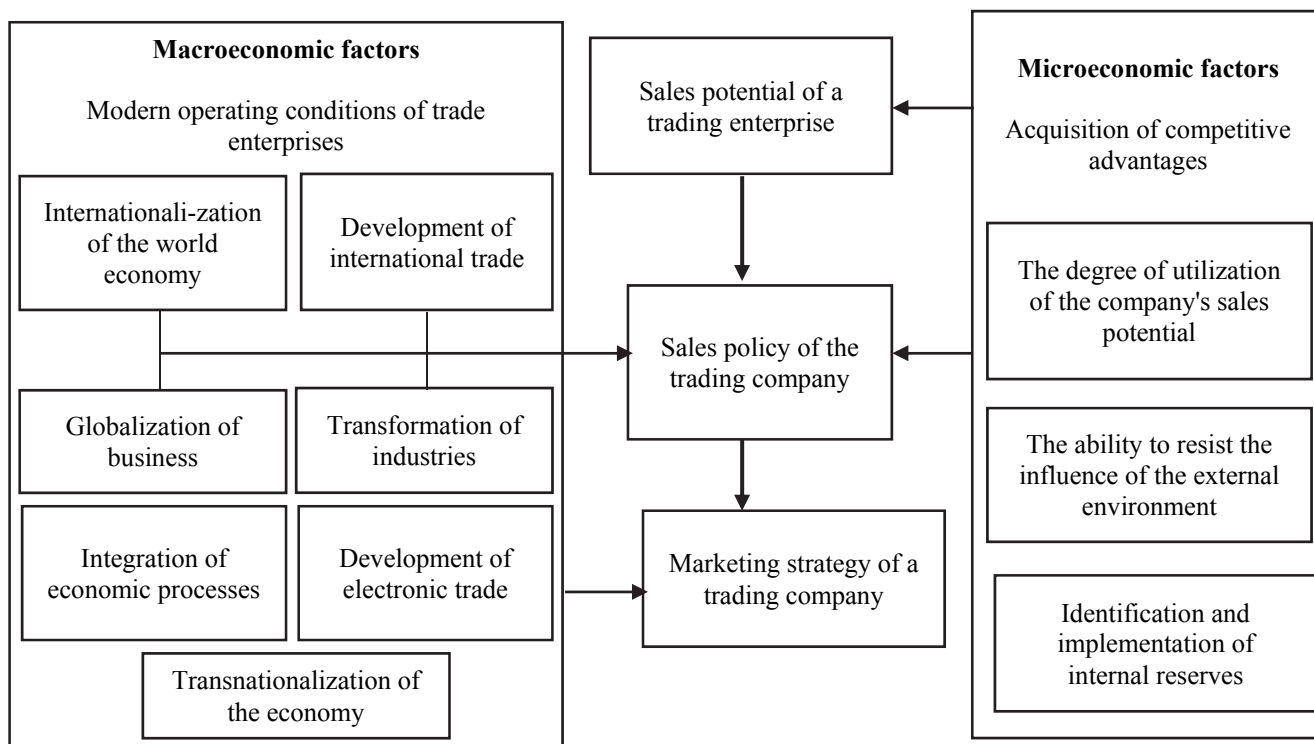 Macroeconomic factors
Modern operating conditions of trade
enterprises
Internationali-zation
of the world
economy
Development of
international trade
Globalization of
business
Transformation of
industries
Integration of
economic processes
Development of
electronic trade
Transnationalization of
the economy
Sales potential of a
trading enterprise
Sales policy of the
trading company
Marketing strategy of a
trading company
Microeconomic factors
Acquisition of competitive
advantages
The degree of utilization
of the company's sales
potential
The ability to resist the
influence of the external
environment
Identification and
implementation of
internal reserves